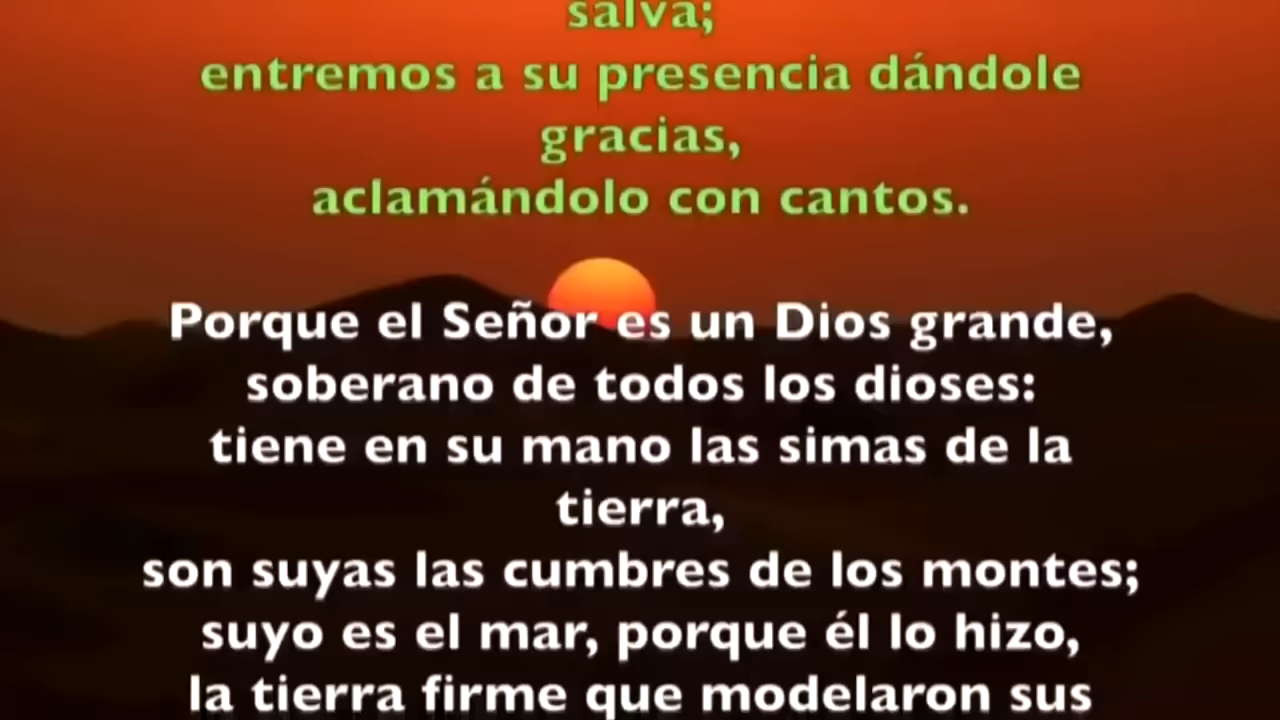 salva;
entremos a su presencia dándole
gracias,
aclamándolo con cantos.
Porque el Señor es un Dios grande,
soberano de todos los dioses:
tiene en su mano las simas de la
tierra,
son suyas las cumbres de los montes;
suyo es el mar, porque él lo hizo,
la tierra firme que modelaron sus